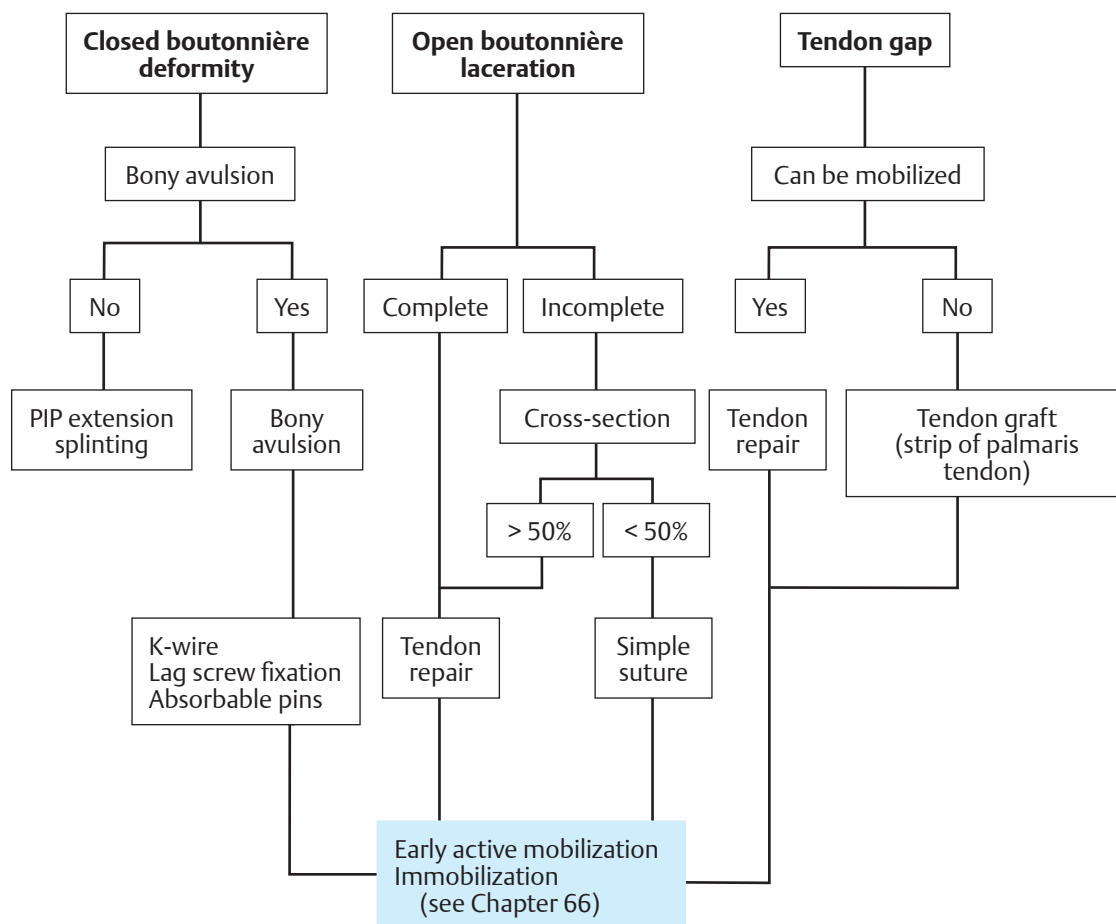 Closed boutonnière
deformity
Open boutonnière
laceration
Tendon gap
Bony avulsion
Can be mobilized
No
Yes
Complete
Incomplete
Yes
No
PIP extension
splinting
Bony
avulsion
Cross-section
Tendon
repair
Tendon graft
(strip of palmaris
tendon)
> 50%
< 50%
K-wire
Lag screw fixation
Absorbable pins
Tendon
repair
Simple
suture
Early active mobilization
Immobilization
(see Chapter 66)